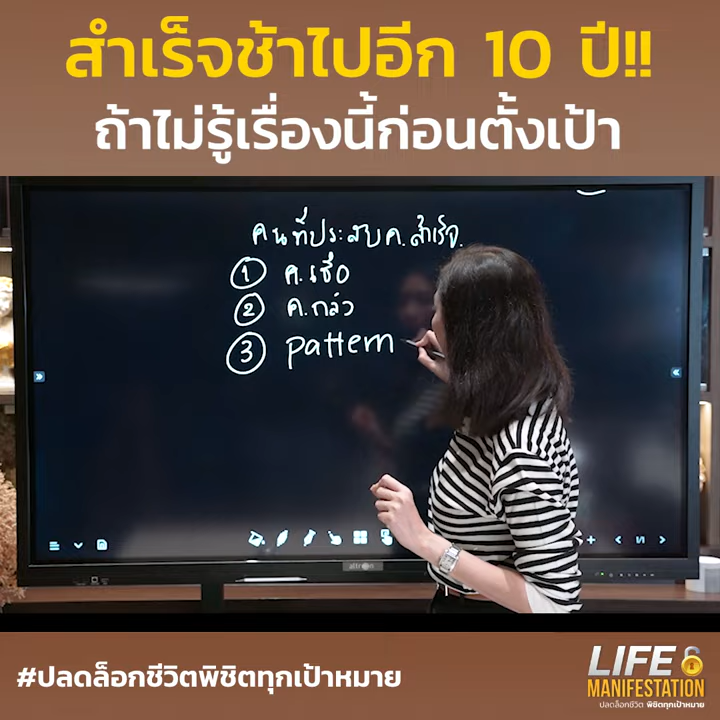 สำเร็จช้าไปอีก 10 ปี!!
ถ้าไม่รู้เรื่องนี้ก่อนตั้งเป้า
คนที่ประสบค.สำเร็จ.
① ค.เชื่อ
② ค.กลัว
③ pattern
altron
#ปลดล็อกชีวิตพิชิตทุกเป้าหมาย
LIFE
MANIFESTATION
ปลดล็อกชีวิต พิชิตทุกเป้าหมาย